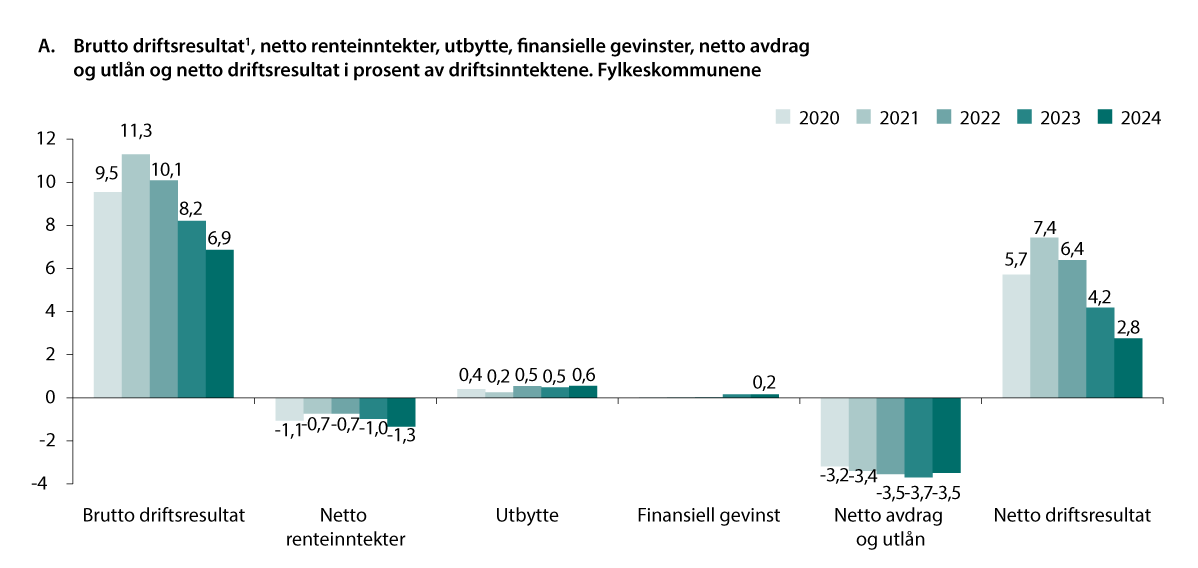 A. Brutto driftsresultat¹, netto renteinntekter, utbytte, finansielle gevinster, netto avdrag
og utlån og netto driftsresultat i prosent av driftsinntektene. Fylkeskommunene
2020 2021 2022 2023 2024
12
10
8
6
4
2
0
-2
-4
9,5 11,3 10,1 8,2 6,9
-1,1 -0,7 -0,7 -1,0 -1,3
0,4 0,2 0,5 0,5 0,6
0,2
-3,2 -3,4 -3,5 -3,7 -3,5
5,7 7,4 6,4 4,2 2,8
Brutto driftsresultat
Netto
renteinntekter
Utbytte
Finansiell gevinst
Netto avdrag
og utlån
Netto driftsresultat